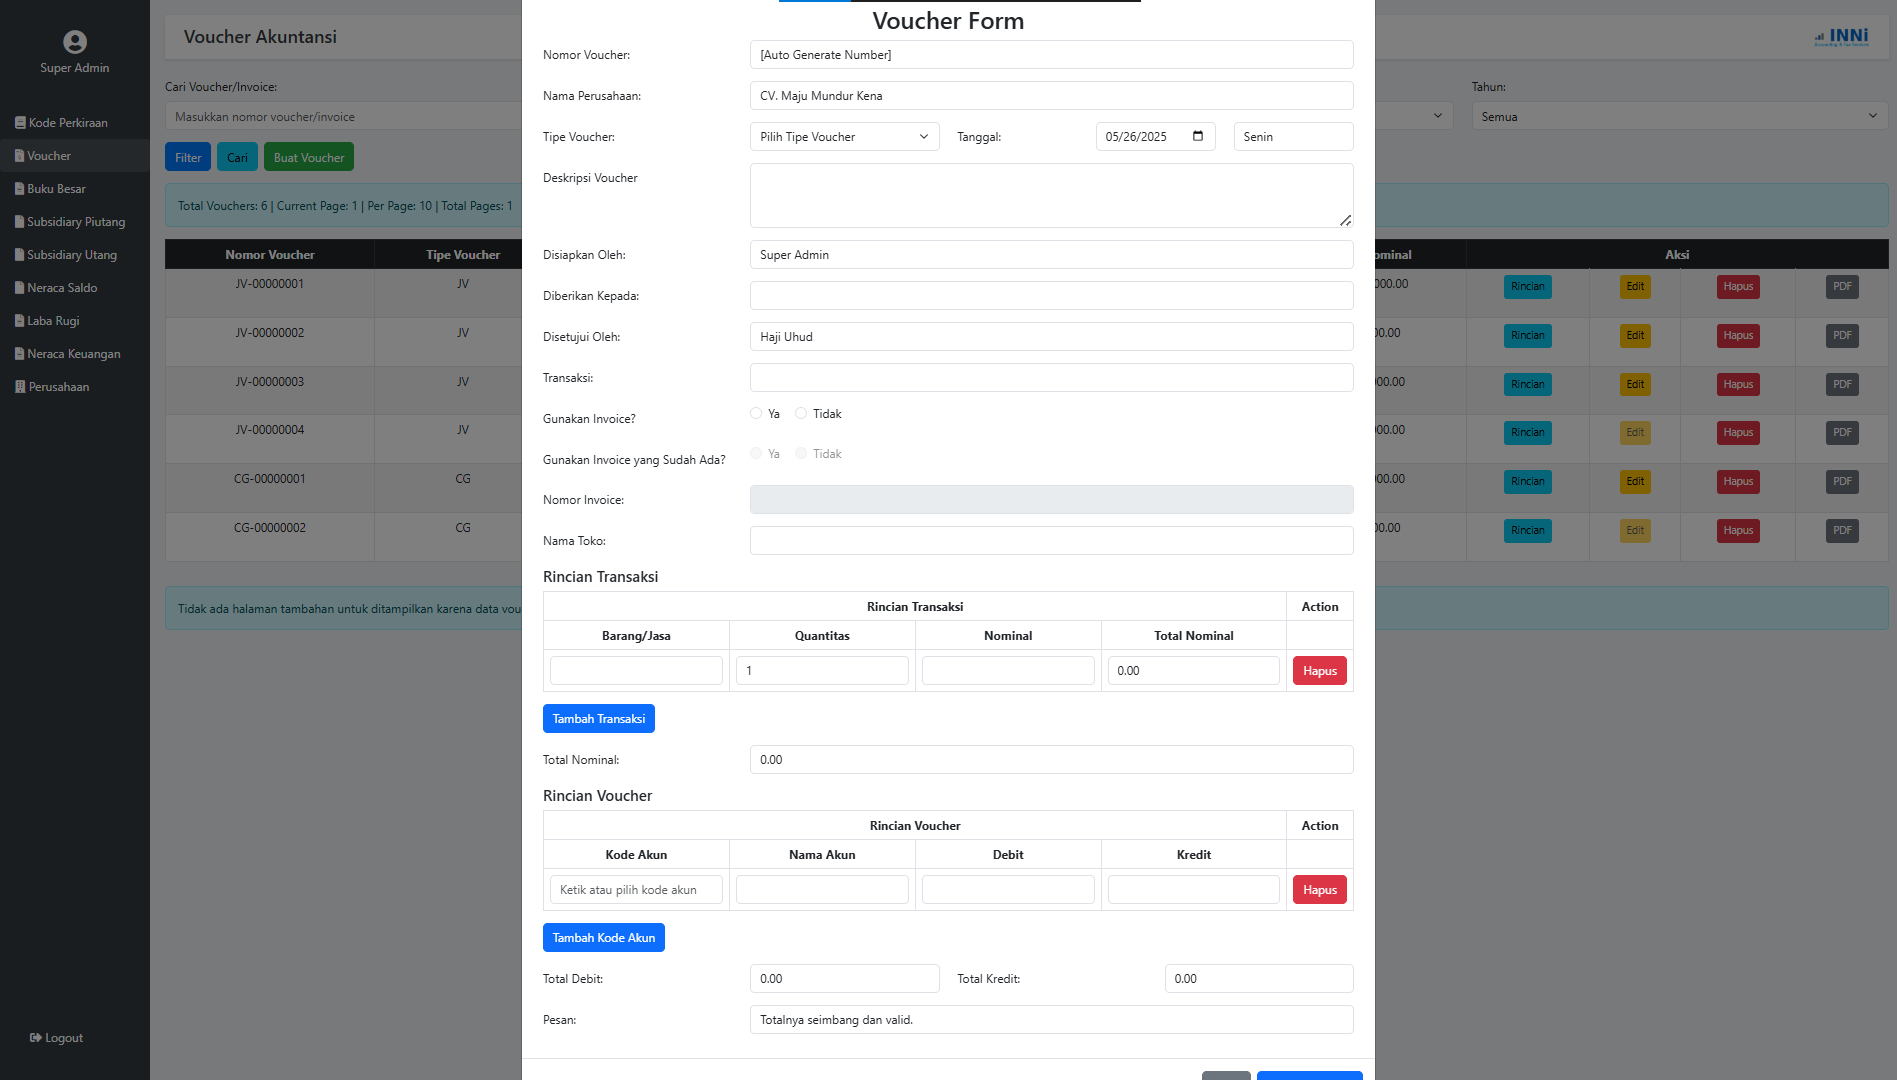 Super Admin
Kode Perkiraan
Voucher
Buku Besar
Subsidiary Piutang
Subsidiary Utang
Neraca Saldo
Laba Rugi
Neraca Keuangan
Perusahaan
Logout
Voucher Akuntansi
INNi
Cari Voucher/Invoice:
Masukkan nomor voucher/invoice
Tahun:
Semua
Filter Cari Buat Voucher
Total Vouchers: 6 | Current Page: 1 | Per Page: 10 | Total Pages: 1
Nomor Voucher Tipe Voucher Aksi
JV-00000001 JV 000.00 Rincian Edit Hapus PDF
JV-00000002 JV 00.00 Rincian Edit Hapus PDF
JV-00000003 JV 00.00 Rincian Edit Hapus PDF
JV-00000004 JV 000.00 Rincian Edit Hapus PDF
CG-00000001 CG 00.00 Rincian Edit Hapus PDF
CG-00000002 CG 00.00 Rincian Edit Hapus PDF
Tidak ada halaman tambahan untuk ditampilkan karena data vou
Voucher Form
Nomor Voucher: [Auto Generate Number]
Nama Perusahaan: CV. Maju Mundur Kena
Tipe Voucher: Pilih Tipe Voucher Tanggal: 05/26/2025 Senin
Deskripsi Voucher
Disiapkan Oleh: Super Admin
Diberikan Kepada:
Disetujui Oleh: Haji Uhud
Transaksi:
Gunakan Invoice? Ya Tidak
Gunakan Invoice yang Sudah Ada? Ya Tidak
Nomor Invoice:
Nama Toko:
Rincian Transaksi
Rincian Transaksi Action
Barang/Jasa Quantitas Nominal Total Nominal
1 0.00 Hapus
Tambah Transaksi
Total Nominal: 0.00
Rincian Voucher
Rincian Voucher Action
Kode Akun Nama Akun Debit Kredit
Ketik atau pilih kode akun Hapus
Tambah Kode Akun
Total Debit: 0.00 Total Kredit: 0.00
Pesan: Totalnya seimbang dan valid.